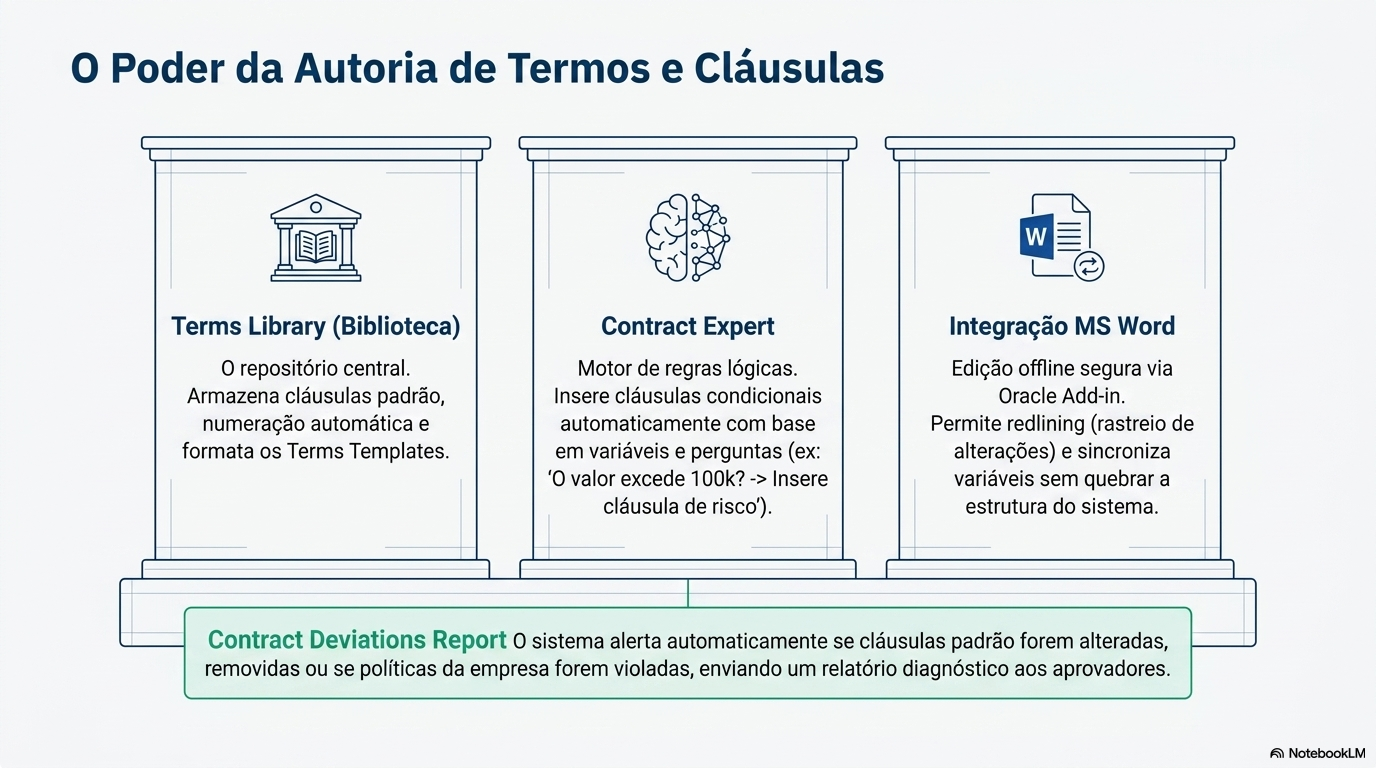 O Poder da Autoria de Termos e Cláusulas
Terms Library (Biblioteca)
O repositório central.
Armazena cláusulas padrão,
numeração automática e
formata os Terms Templates.
Contract Expert
Motor de regras lógicas.
Insere cláusulas condicionais
automaticamente com base
em variáveis e perguntas (ex:
‘O valor excede 100k? -> Insere
cláusula de risco’).
W
Integração MS Word
Edição offline segura via
Oracle Add-in.
Permite redlining (rastreio de
alterações) e sincroniza
variáveis sem quebrar a
estrutura do sistema.
Contract Deviations Report O sistema alerta automaticamente se cláusulas padrão forem alteradas,
removidas ou se políticas da empresa forem violadas, enviando um relatório diagnóstico aos aprovadores.
NotebookLM